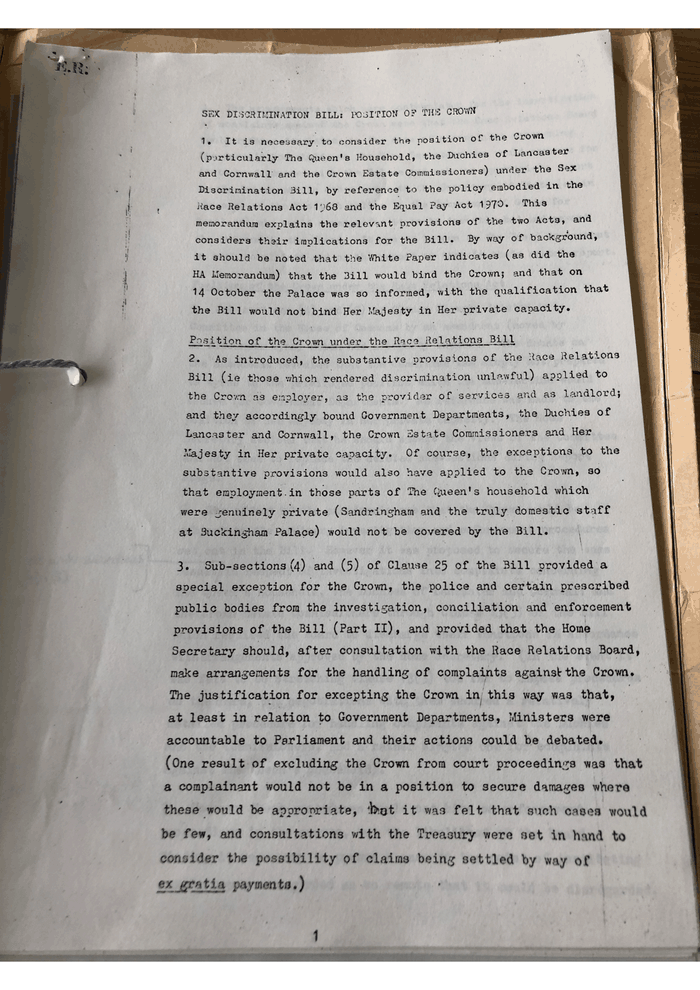 E.R.
SEX DISCRIMINATION BILL: POSITION OF THE CROWN
1. It is necessary to consider the position of the Crown
(particularly The Queen's Household, the Duchies of Lancaster
and Cornwall and the Crown Estate Commissioners) under the Sex
Discrimination Bill, by reference to the policy embodied in the
Race Relations Act 1968 and the Equal Pay Act 1970. This
memorandum explains the relevant provisions of the two Acts, and
considers their implications for the Bill. By way of background,
it should be noted that the White Paper indicates (as did the
HA Memorandum) that the Bill would bind the Crown; and that on
14 October the Palace was so informed, with the qualification that
the Bill would not bind Her Majesty in Her private capacity.
Position of the Crown under the Race Relations Bill
2. As introduced, the substantive provisions of the Race Relations
Bill (ie those which rendered discrimination unlawful) applied to
the Crown as employer, as the provider of services and as landlord;
and they accordingly bound Government Departments, the Duchies of
Lancaster and Cornwall, the Crown Estate Commissioners and Her
Majesty in Her private capacity. Of course, the exceptions to the
substantive provisions would also have applied to the Crown, so
that employment in those parts of The Queen's household which
were genuinely private (Sandringham and the truly domestic staff
at Buckingham Palace) would not be covered by the Bill.
3. Sub-sections (4) and (5) of Clause 25 of the Bill provided a
special exception for the Crown, the police and certain prescribed
public bodies from the investigation, conciliation and enforcement
provisions of the Bill (Part II), and provided that the Home
Secretary should, after consultation with the Race Relations Board,
make arrangements for the handling of complaints against the Crown.
The justification for excepting the Crown in this way was that,
at least in relation to Government Departments, Ministers were
accountable to Parliament and their actions could be debated.
(One result of excluding the Crown from court proceedings was that
a complainant would not be in a position to secure damages where
these would be appropriate, but it was felt that such cases would
be few, and consultations with the Treasury were set in hand to
consider the possibility of claims being settled by way of
ex gratia payments.)
1